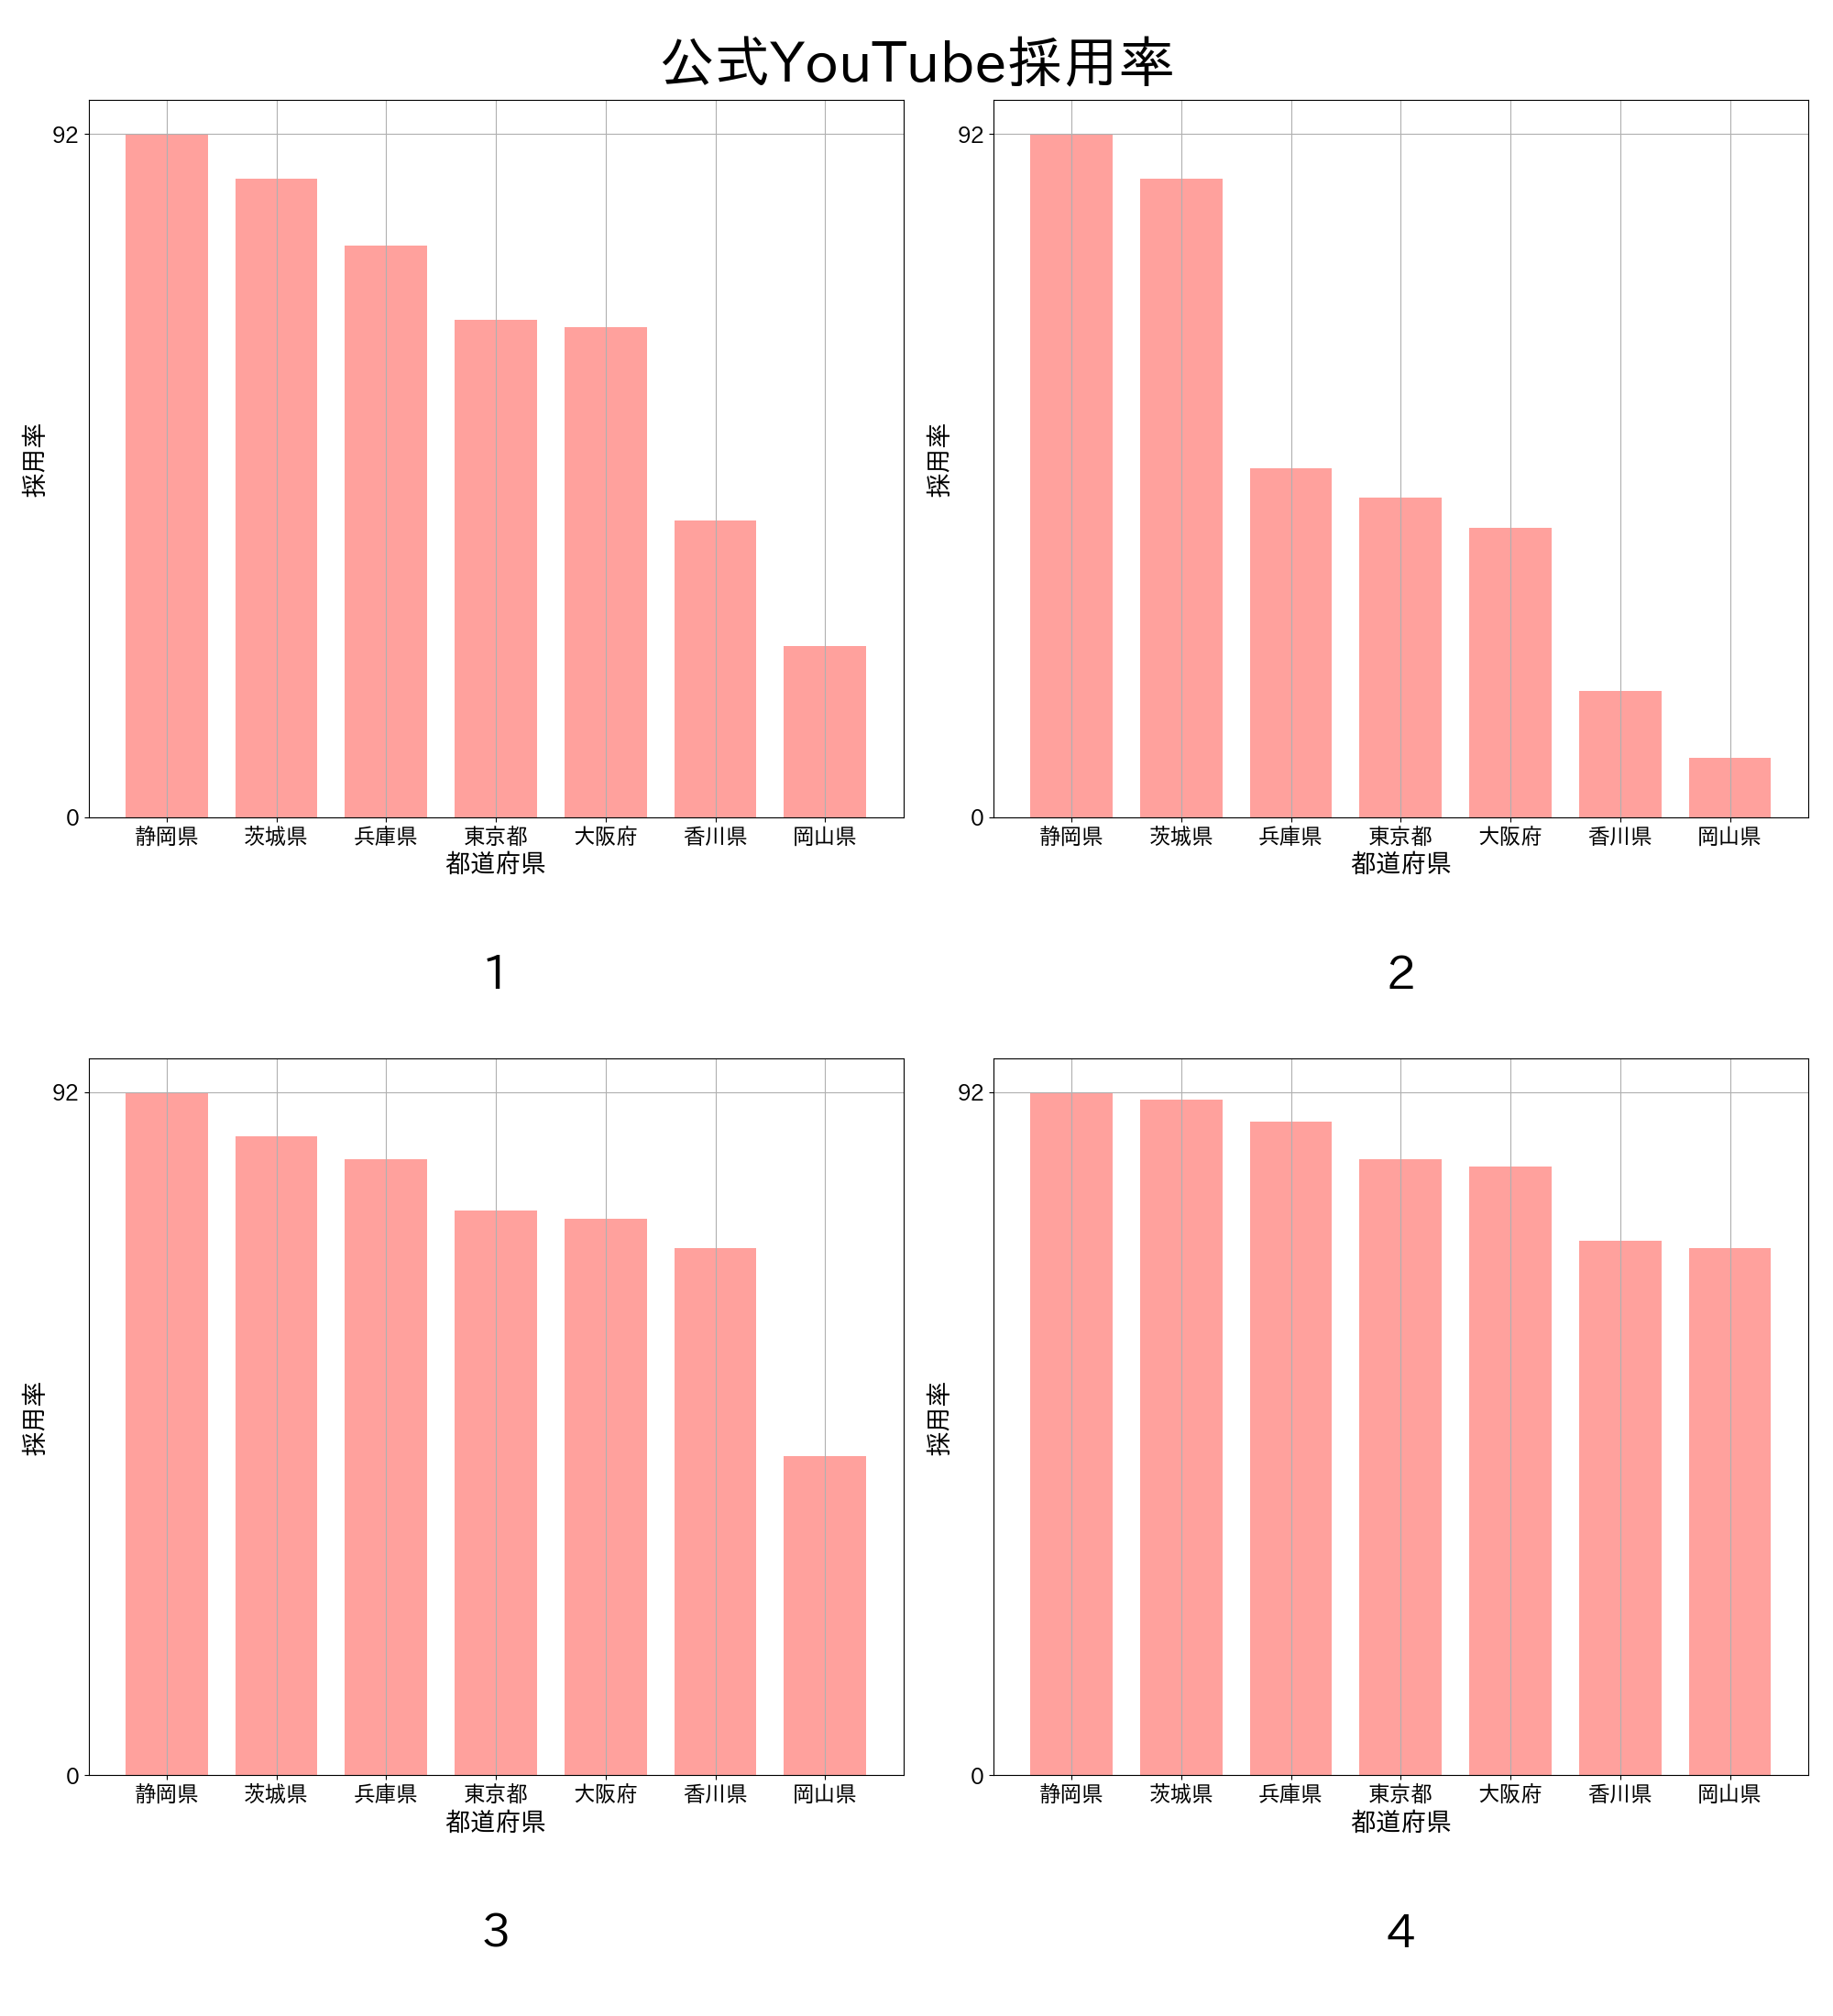 公式YouTube採用率
92
0
採用率
静岡県 茨城県 兵庫県 東京都 大阪府 香川県 岡山県
都道府県
1
92
0
採用率
静岡県 茨城県 兵庫県 東京都 大阪府 香川県 岡山県
都道府県
2
92
0
採用率
静岡県 茨城県 兵庫県 東京都 大阪府 香川県 岡山県
都道府県
3
92
0
採用率
静岡県 茨城県 兵庫県 東京都 大阪府 香川県 岡山県
都道府県
4